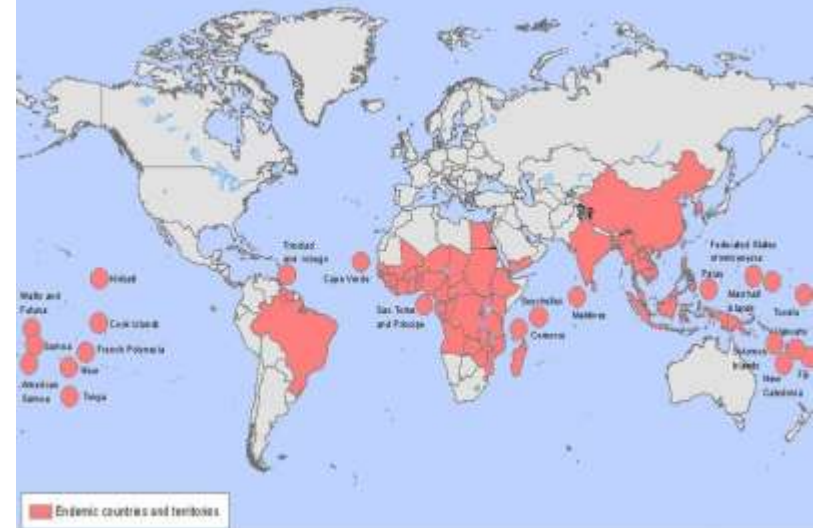 Trinidad
and tobago
Cape Verde
Kiribati
Wallis and
Futuna
Cook Islands
Samoa
French Polynesia
Niue
American
Samoa
Tonga
Sao Tome
and Principe
Seychelles
Comoros
Maldives
Federated States
of micronesia
Palau
Marshall
Islands
Tuvalu
Vanuatu
Solomon
Islands
Fiji
New
Caledonia
Endemic countries and territories